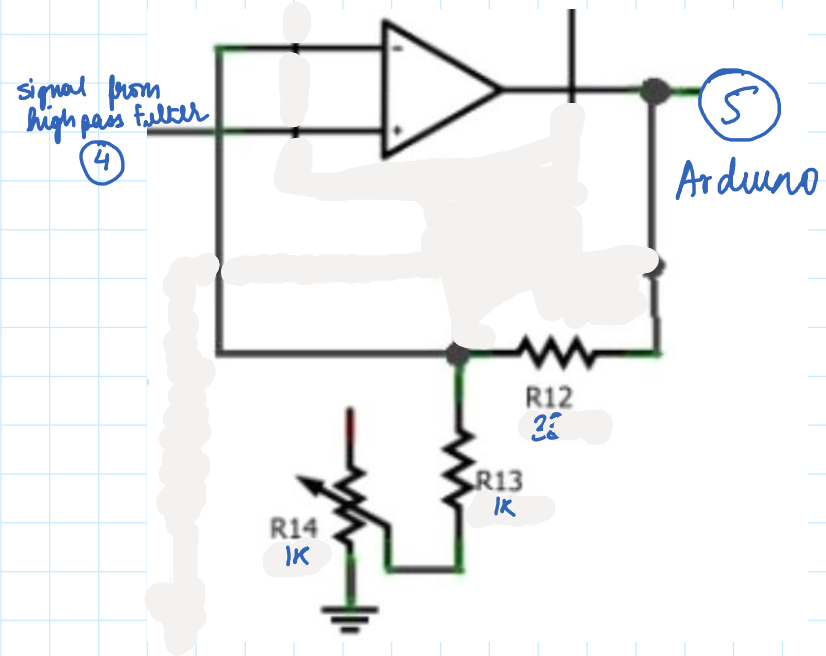 signal from
high pass filter
4
-
+
5
Arduino
R12
R13
1K
R14
1K